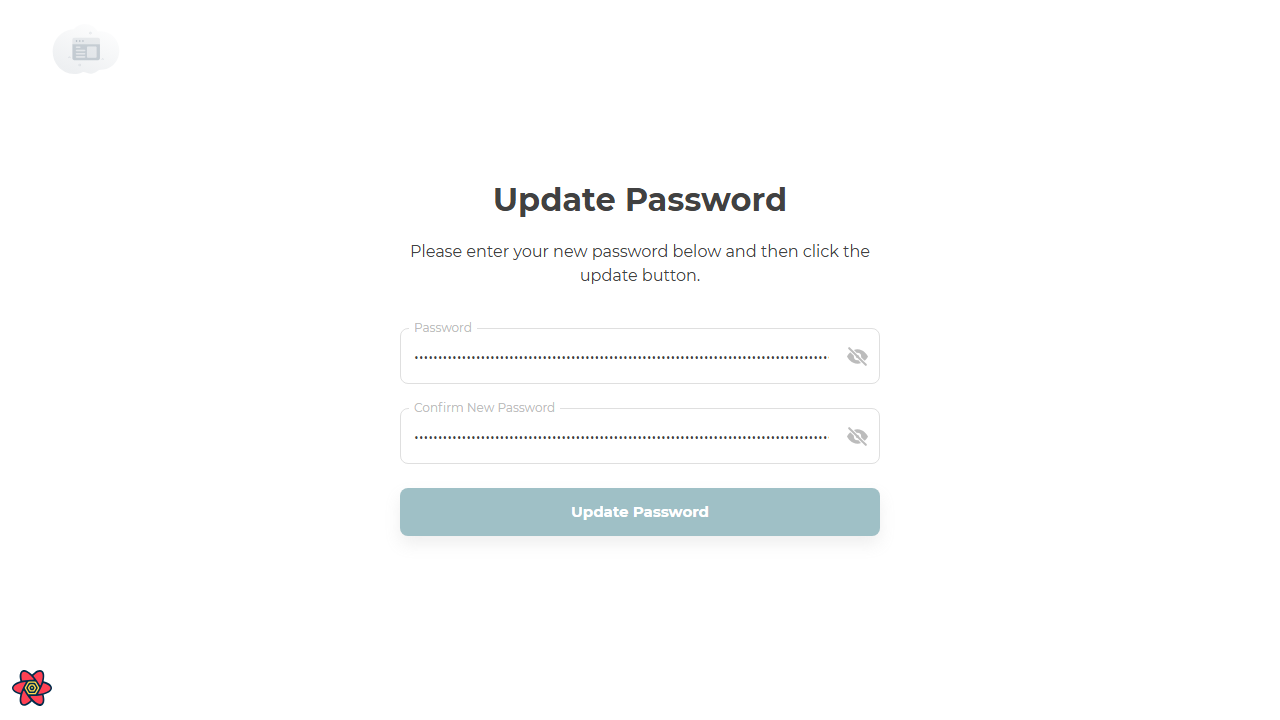 Update Password
Please enter your new password below and then click the
update button.
Password
Confirm New Password
Update Password